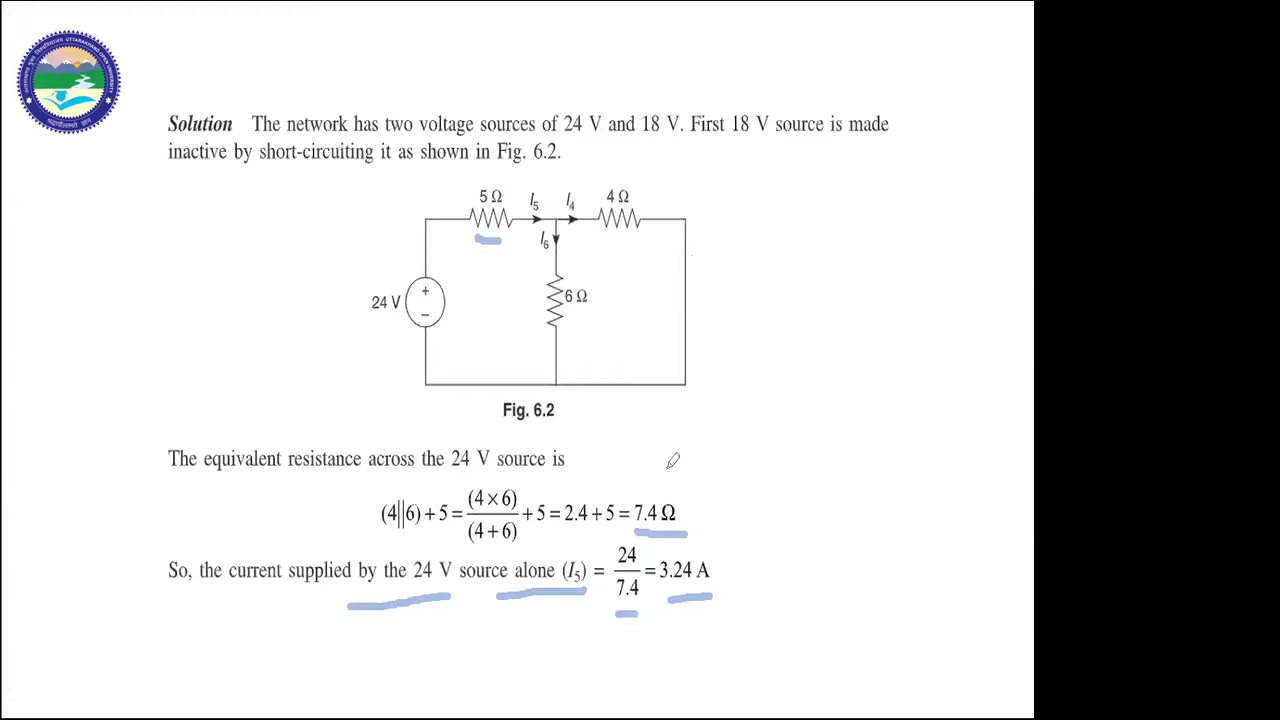 Solution The network has two voltage sources of 24 V and 18 V. First 18 V source is made
inactive by short-circuiting it as shown in Fig. 6.2.
5 Ω I5 I4 4 Ω
I6
24 V + − 6 Ω
Fig. 6.2
The equivalent resistance across the 24 V source is
(4||6) + 5 = (4 × 6)/(4 + 6) + 5 = 2.4 + 5 = 7.4 Ω
So, the current supplied by the 24 V source alone (I5) = 24/7.4 = 3.24 A